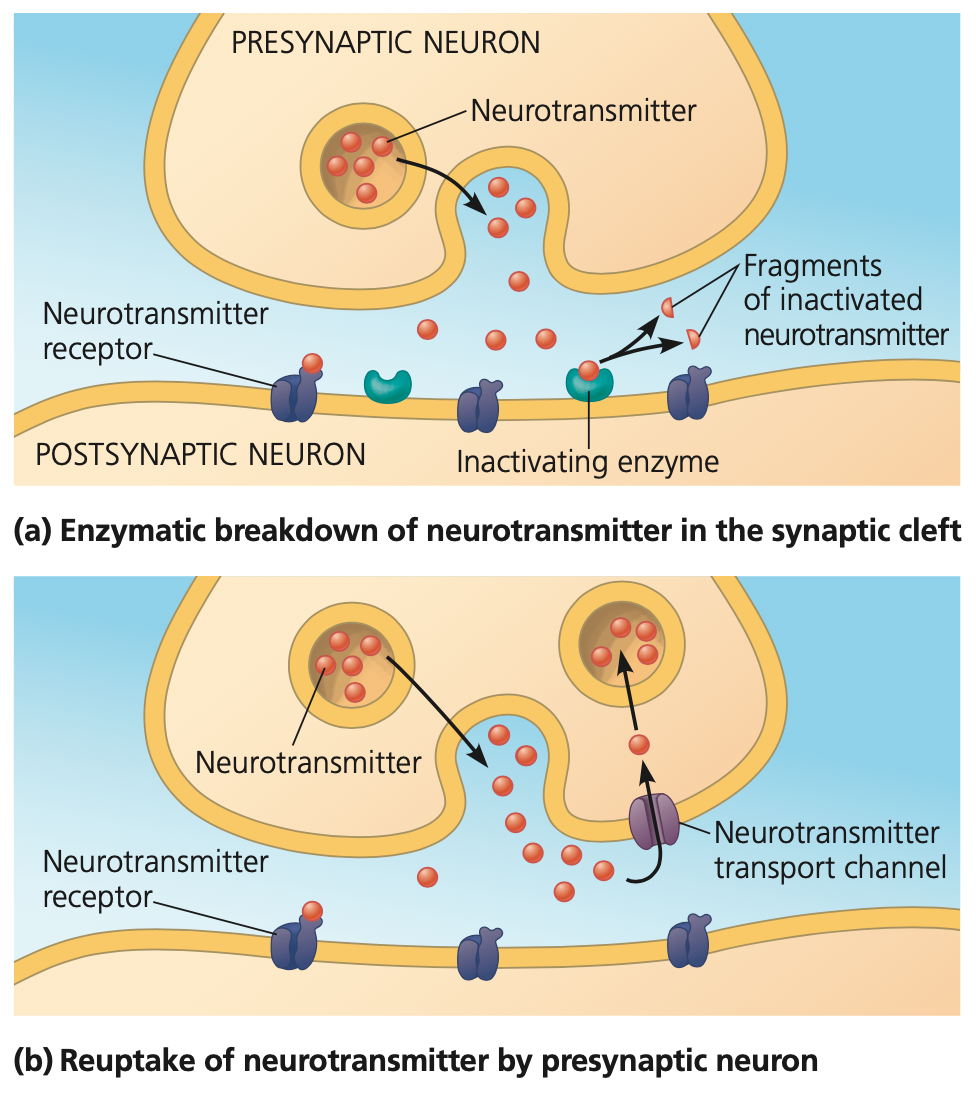 PRESYNAPTIC NEURON
Neurotransmitter
Fragments
of inactivated
neurotransmitter
Neurotransmitter
receptor
POSTSYNAPTIC NEURON
Inactivating enzyme
(a) Enzymatic breakdown of neurotransmitter in the synaptic cleft
Neurotransmitter
Neurotransmitter
transport channel
Neurotransmitter
receptor
(b) Reuptake of neurotransmitter by presynaptic neuron